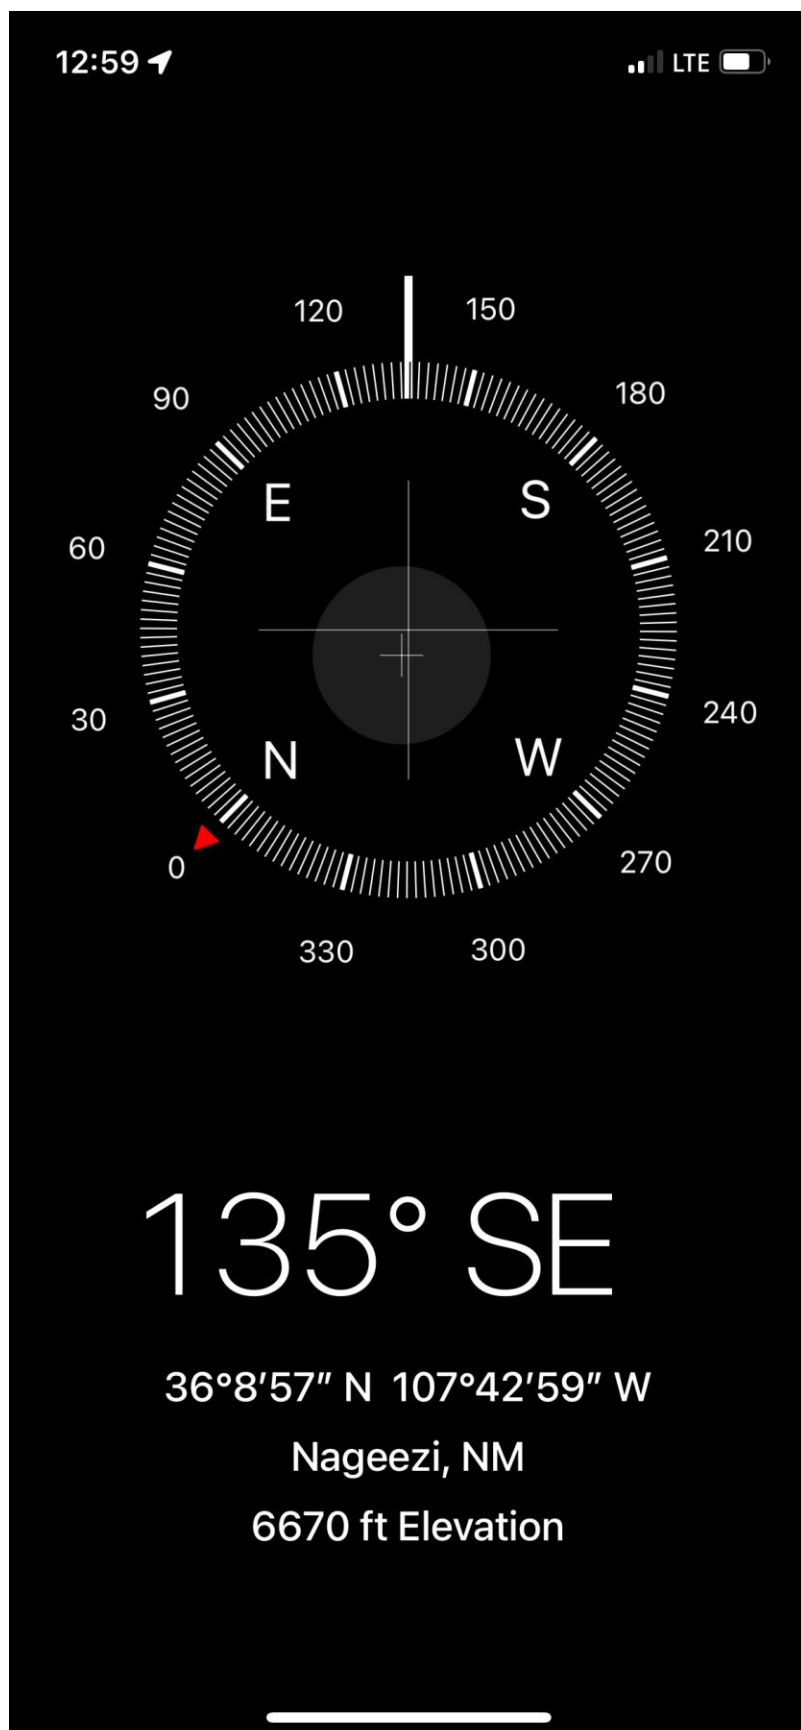 12:59 LTE
120 150
90 180
E S
60 210
30 240
N W
0 270
330 300
135° SE
36°8′57″ N 107°42′59″ W
Nageezi, NM
6670 ft Elevation